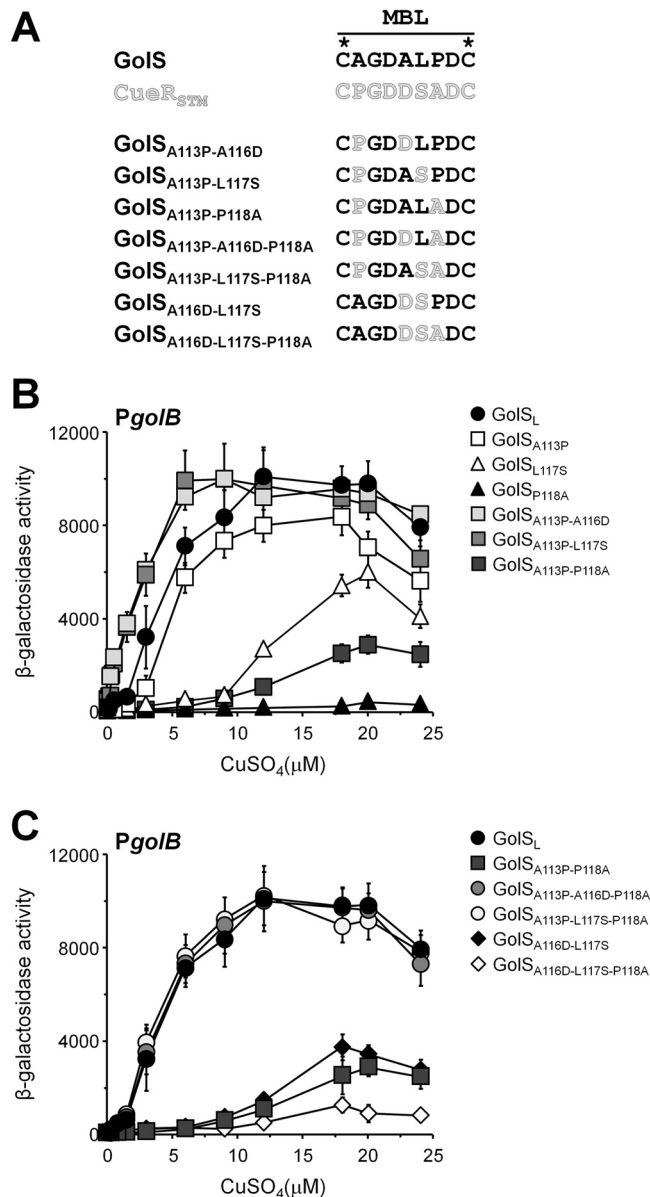 A
MBL
* *
GolS CAGDALPDC
CueRSTM CPGDDSADC
GolSA113P-A116D CPGDDLPDC
GolSA113P-L117S CPGDASPDC
GolSA113P-P118A CPGDALADC
GolSA113P-A116D-P118A CPGDDLADC
GolSA113P-L117S-P118A CPGDASADC
GolSA116D-L117S CAGDDSPDC
GolSA116D-L117S-P118A CAGDDSADC
B
PgolB
12000
8000
4000
0
β-galactosidase activity
0 5 10 15 20 25
CuSO4(μM)
GolSL
GolSA113P
GolSL117S
GolSP118A
GolSA113P-A116D
GolSA113P-L117S
GolSA113P-P118A
C
PgolB
12000
8000
4000
0
β-galactosidase activity
0 5 10 15 20 25
CuSO4(μM)
GolSL
GolSA113P-P118A
GolSA113P-A116D-P118A
GolSA113P-L117S-P118A
GolSA116D-L117S
GolSA116D-L117S-P118A